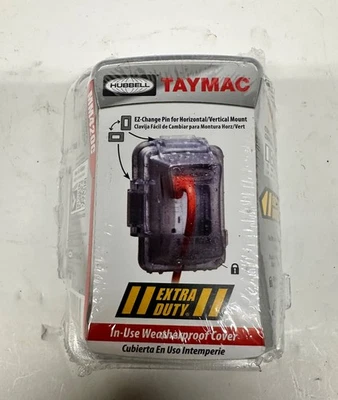 HUBBELL
TAYMAC
EZ-Change Pin for Horizontal/Vertical Mount
Clavija Fácil de Cambiar para Montura Horz/Vert
EXTRA
DUTY
In-Use Weatherproof Cover
Cubierta En Uso Intemperie